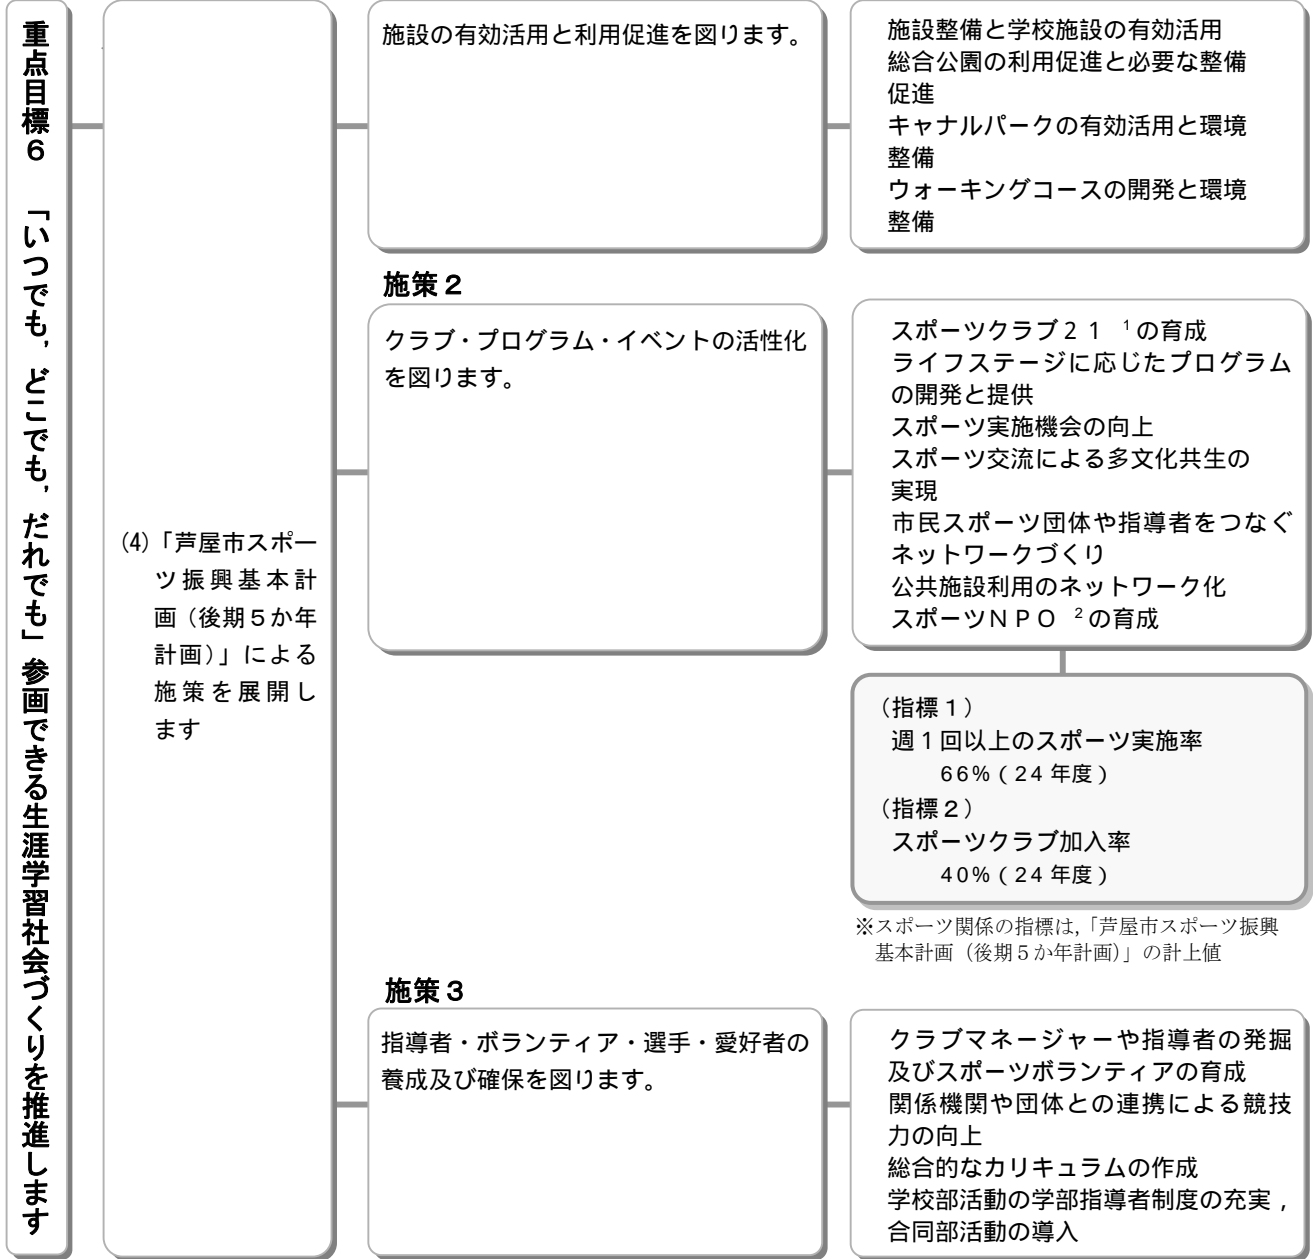 重点目標６　「いつでも，どこでも，だれでも」参画できる生涯学習社会づくりを推進します
(4)「芦屋市スポー
ツ振興基本計
画（後期５か年
計画）」による
施策を展開し
ます
施設の有効活用と利用促進を図ります。
施設整備と学校施設の有効活用
総合公園の利用促進と必要な整備
促進
キャナルパークの有効活用と環境
整備
ウォーキングコースの開発と環境
整備
施策２
クラブ・プログラム・イベントの活性化
を図ります。
スポーツクラブ２１ 1の育成
ライフステージに応じたプログラム
の開発と提供
スポーツ実施機会の向上
スポーツ交流による多文化共生の
実現
市民スポーツ団体や指導者をつなぐ
ネットワークづくり
公共施設利用のネットワーク化
スポーツＮＰＯ 2の育成
（指標１）
週１回以上のスポーツ実施率
66%（24 年度）
（指標２）
スポーツクラブ加入率
40%（24 年度）
※スポーツ関係の指標は，「芦屋市スポーツ振興
基本計画（後期５か年計画）」の計上値
施策３
指導者・ボランティア・選手・愛好者の
養成及び確保を図ります。
クラブマネージャーや指導者の発掘
及びスポーツボランティアの育成
関係機関や団体との連携による競技
力の向上
総合的なカリキュラムの作成
学校部活動の学部指導者制度の充実，
合同部活動の導入